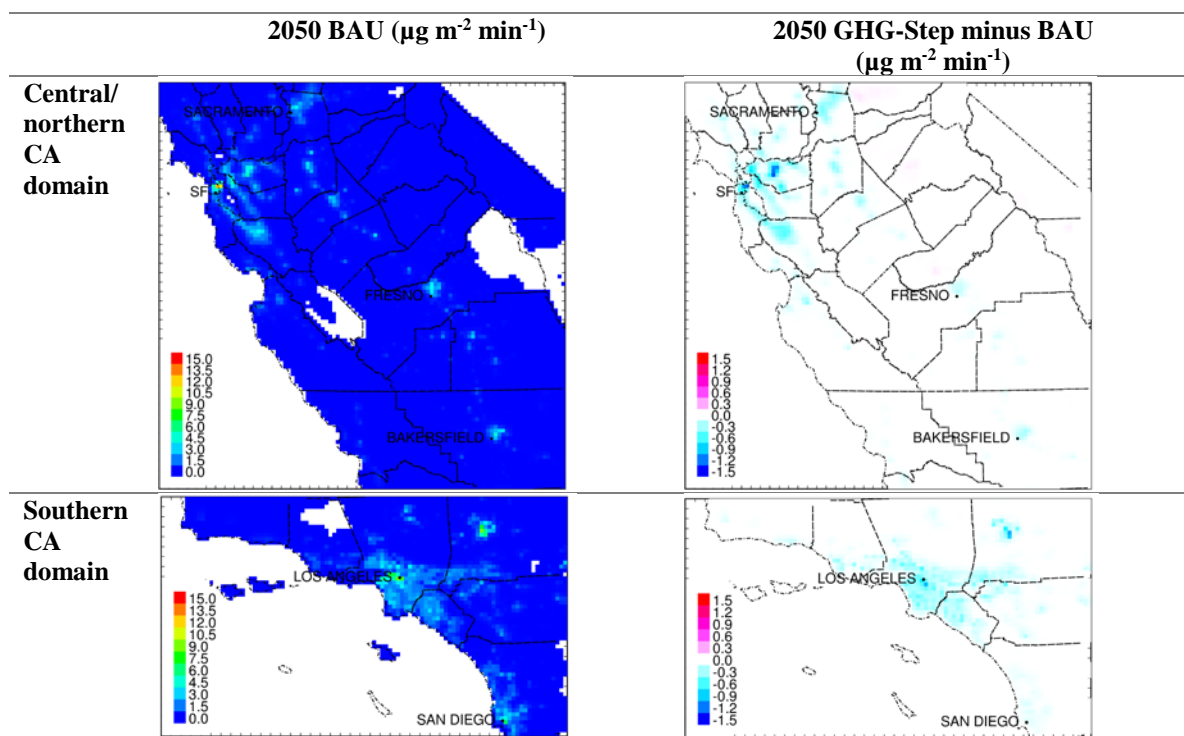 2050 BAU (µg m-2 min-1)
2050 GHG-Step minus BAU
(µg m-2 min-1)
Central/
northern
CA
domain
SACRAMENTO
SF
FRESNO
BAKERSFIELD
15.0
13.5
12.0
10.5
9.0
7.5
6.0
4.5
3.0
1.5
0.0
SACRAMENTO
SF
FRESNO
BAKERSFIELD
1.5
1.2
0.9
0.6
0.3
0.0
-0.3
-0.6
-0.9
-1.2
-1.5
Southern
CA
domain
LOS ANGELES
SAN DIEGO
15.0
13.5
12.0
10.5
9.0
7.5
6.0
4.5
3.0
1.5
0.0
LOS ANGELES
SAN DIEGO
1.5
1.2
0.9
0.6
0.3
0.0
-0.3
-0.6
-0.9
-1.2
-1.5